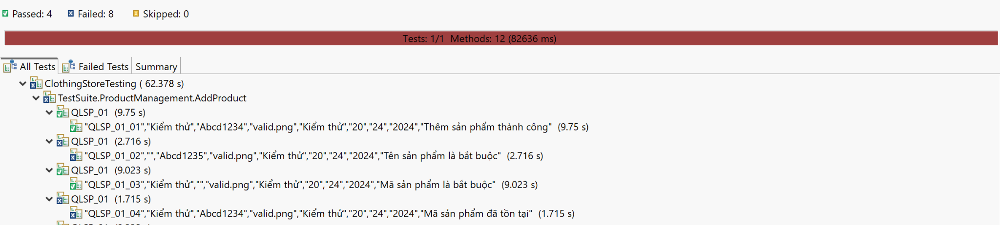 Passed: 4 Failed: 8 Skipped: 0
Tests: 1/1 Methods: 12 (82636 ms)
All Tests Failed Tests Summary
ClothingStoreTesting ( 62.378 s)
TestSuite.ProductManagement.AddProduct
QLSP_01 (9.75 s)
"QLSP_01_01","Kiểm thử","Abcd1234","valid.png","Kiểm thử","20","24","2024","Thêm sản phẩm thành công" (9.75 s)
QLSP_01 (2.716 s)
"QLSP_01_02","","Abcd1235","valid.png","Kiểm thử","20","24","2024","Tên sản phẩm là bắt buộc" (2.716 s)
QLSP_01 (9.023 s)
"QLSP_01_03","Kiểm thử","","valid.png","Kiểm thử","20","24","2024","Mã sản phẩm là bắt buộc" (9.023 s)
QLSP_01 (1.715 s)
"QLSP_01_04","Kiểm thử","Abcd1234","valid.png","Kiểm thử","20","24","2024","Mã sản phẩm đã tồn tại" (1.715 s)